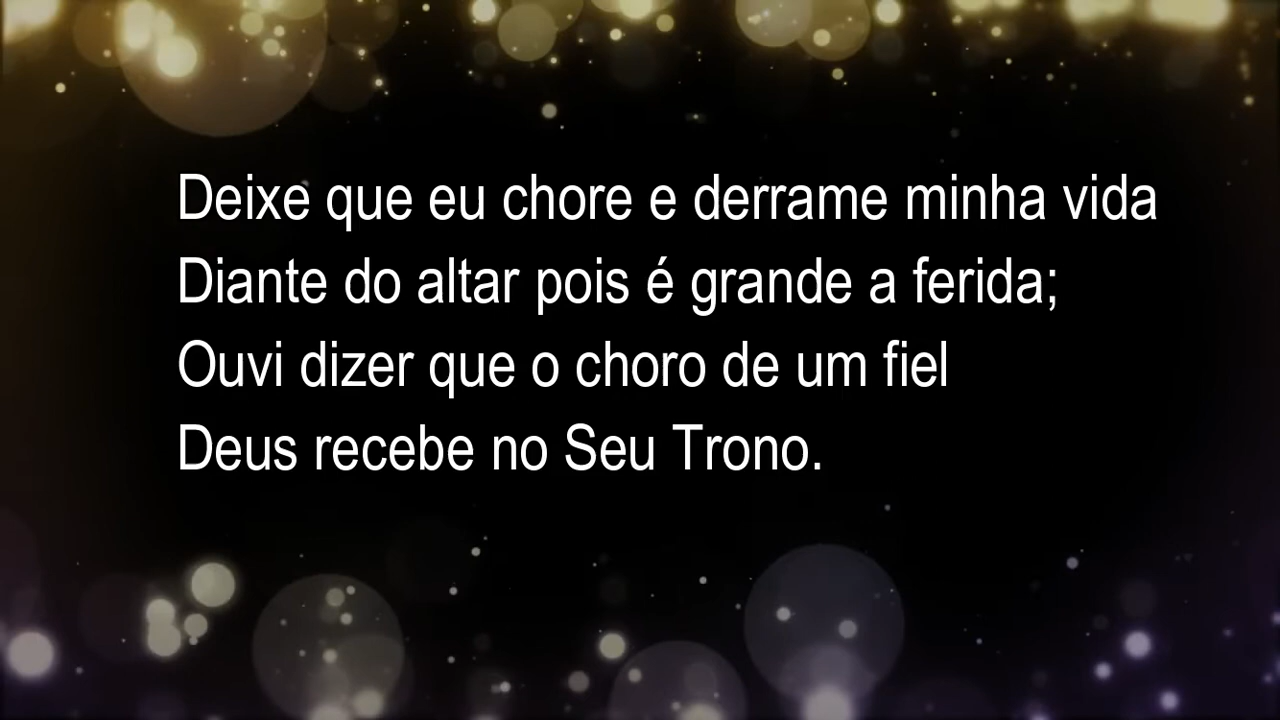 Deixe que eu chore e derrame minha vida
Diante do altar pois é grande a ferida;
Ouvi dizer que o choro de um fiel
Deus recebe no Seu Trono.